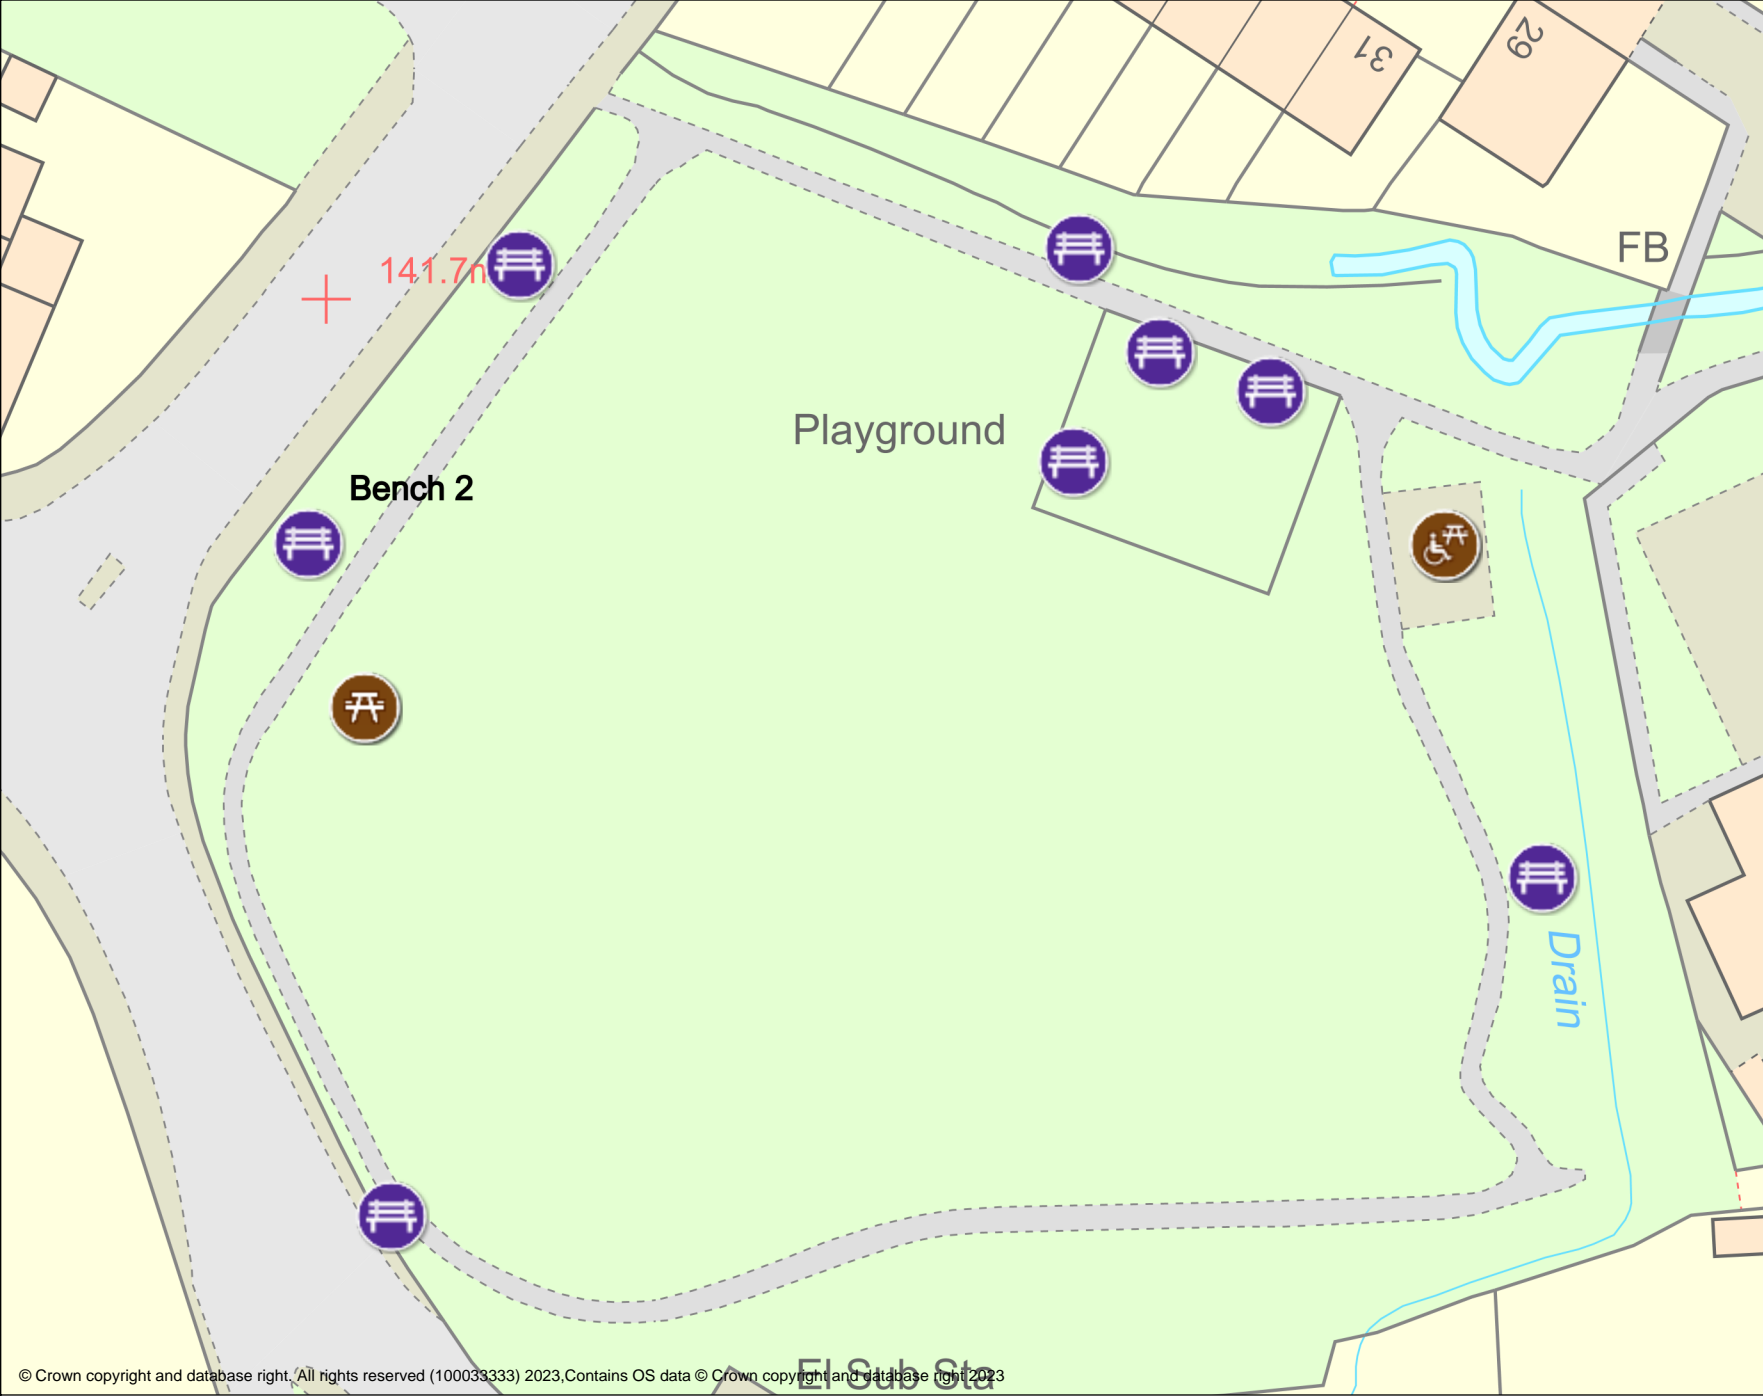 31
29
FB
141.7
Playground
Bench 2
Drain
El Sub Sta
© Crown copyright and database right. All rights reserved (100033333) 2023,Contains OS data © Crown copyright and database right 2023